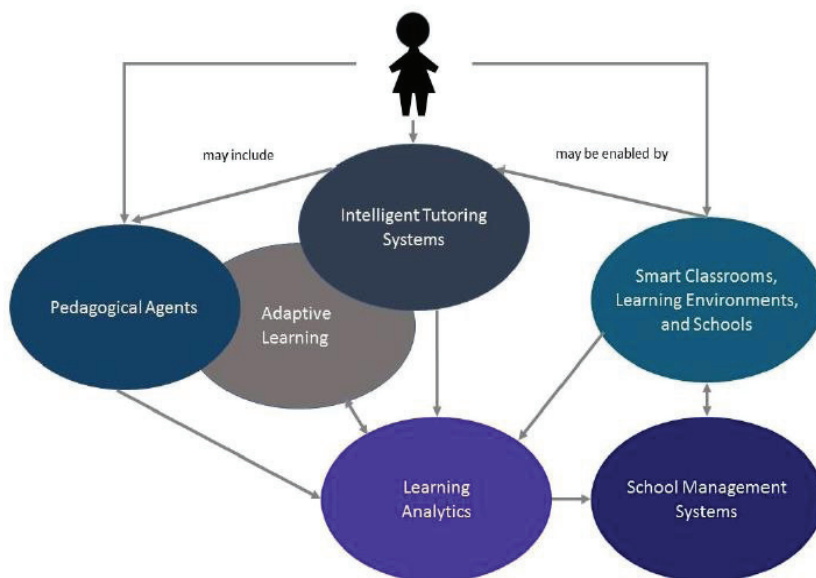 may include
may be enabled by
Intelligent Tutoring
Systems
Pedagogical Agents
Adaptive
Learning
Smart Classrooms,
Learning Environments,
and Schools
Learning
Analytics
School Management
Systems